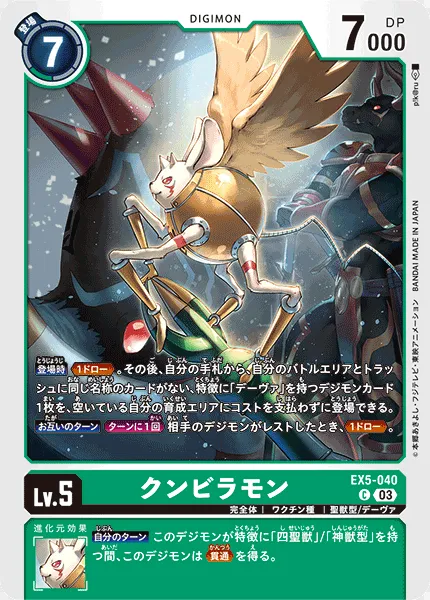 DIGIMON
登場
7
7000
DP
plk@ru
©本郷あきよし・フジテレビ・東映アニメーション BANDAI MADE IN JAPAN
登場時 1ドロー 。その後、自分の手札から、自分のバトルエリアとトラ
ッシュに同じ名称のカードがない、特徴に「デーヴァ」を持つデジモンカード
1枚を、空いている自分の育成エリアにコストを支払わずに登場できる。
お互いのターン ターンに1回 相手のデジモンがレストしたとき、1ドロー 。
Lv.5
クンビラモン
EX5-040
C 03
完全体 | ワクチン種 | 聖獣型/デーヴァ
進化元効果
自分のターン このデジモンが特徴に「四聖獣」/「神獣型」を持
つ間、このデジモンは 貫通 を得る。